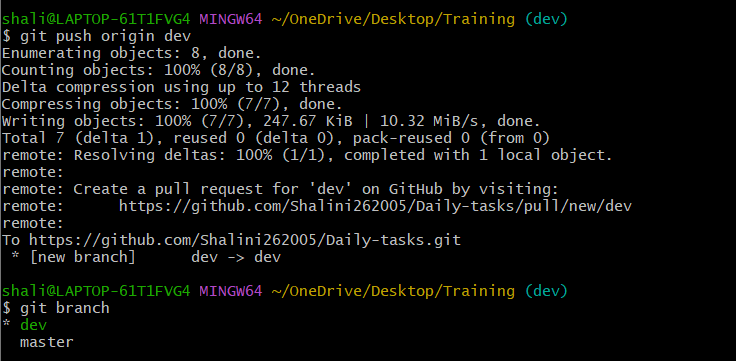 shali@LAPTOP-61T1FVG4 MINGW64 ~/OneDrive/Desktop/Training (dev)
$ git push origin dev
Enumerating objects: 8, done.
Counting objects: 100% (8/8), done.
Delta compression using up to 12 threads
Compressing objects: 100% (7/7), done.
Writing objects: 100% (7/7), 247.67 KiB | 10.32 MiB/s, done.
Total 7 (delta 1), reused 0 (delta 0), pack-reused 0 (from 0)
remote: Resolving deltas: 100% (1/1), completed with 1 local object.
remote:
remote: Create a pull request for 'dev' on GitHub by visiting:
remote:      https://github.com/Shalini262005/Daily-tasks/pull/new/dev
remote:
To https://github.com/Shalini262005/Daily-tasks.git
 * [new branch]      dev -> dev
shali@LAPTOP-61T1FVG4 MINGW64 ~/OneDrive/Desktop/Training (dev)
$ git branch
* dev
  master